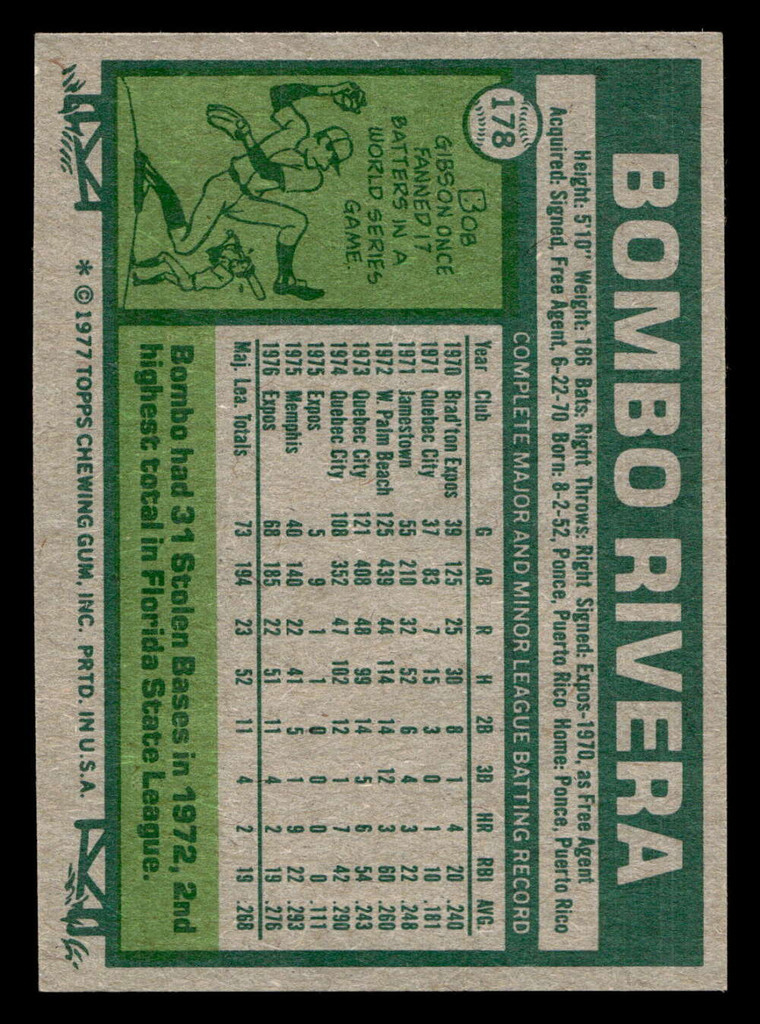 178
BOMBO RIVERA
Height: 5'10" Weight: 186 Bats: Right Throws: Right Signed: Expos-1970, as Free Agent
Acquired: Signed, Free Agent, 6-22-70 Born: 8-2-52, Ponce, Puerto Rico Home: Ponce, Puerto Rico
COMPLETE MAJOR AND MINOR LEAGUE BATTING RECORD
Year Club G AB R H 2B 3B HR RBI AVG.
1970 Brad'ton Expos 39 125 25 30 8 1 4 20 .240
1971 Quebec City 37 83 7 15 3 0 1 10 .181
1971 Jamestown 55 210 32 52 6 4 3 22 .248
1972 W. Palm Beach 125 439 44 114 14 12 3 60 .260
1973 Quebec City 121 408 48 99 14 5 6 54 .243
1974 Quebec City 108 352 47 102 12 1 7 42 .290
1975 Expos 5 9 1 1 0 0 0 0 .111
1975 Memphis 40 140 22 41 5 1 9 22 .293
1976 Expos 68 185 22 51 11 4 2 19 .276
Maj. Lea. Totals 73 194 23 52 11 4 2 19 .268
BOB
GIBSON ONCE
FANNED 17
BATTERS IN A
WORLD SERIES
GAME.
Bombo had 31 Stolen Bases in 1972, 2nd
highest total in Florida State League.
* © 1977 TOPPS CHEWING GUM, INC. PRTD. IN U.S.A.